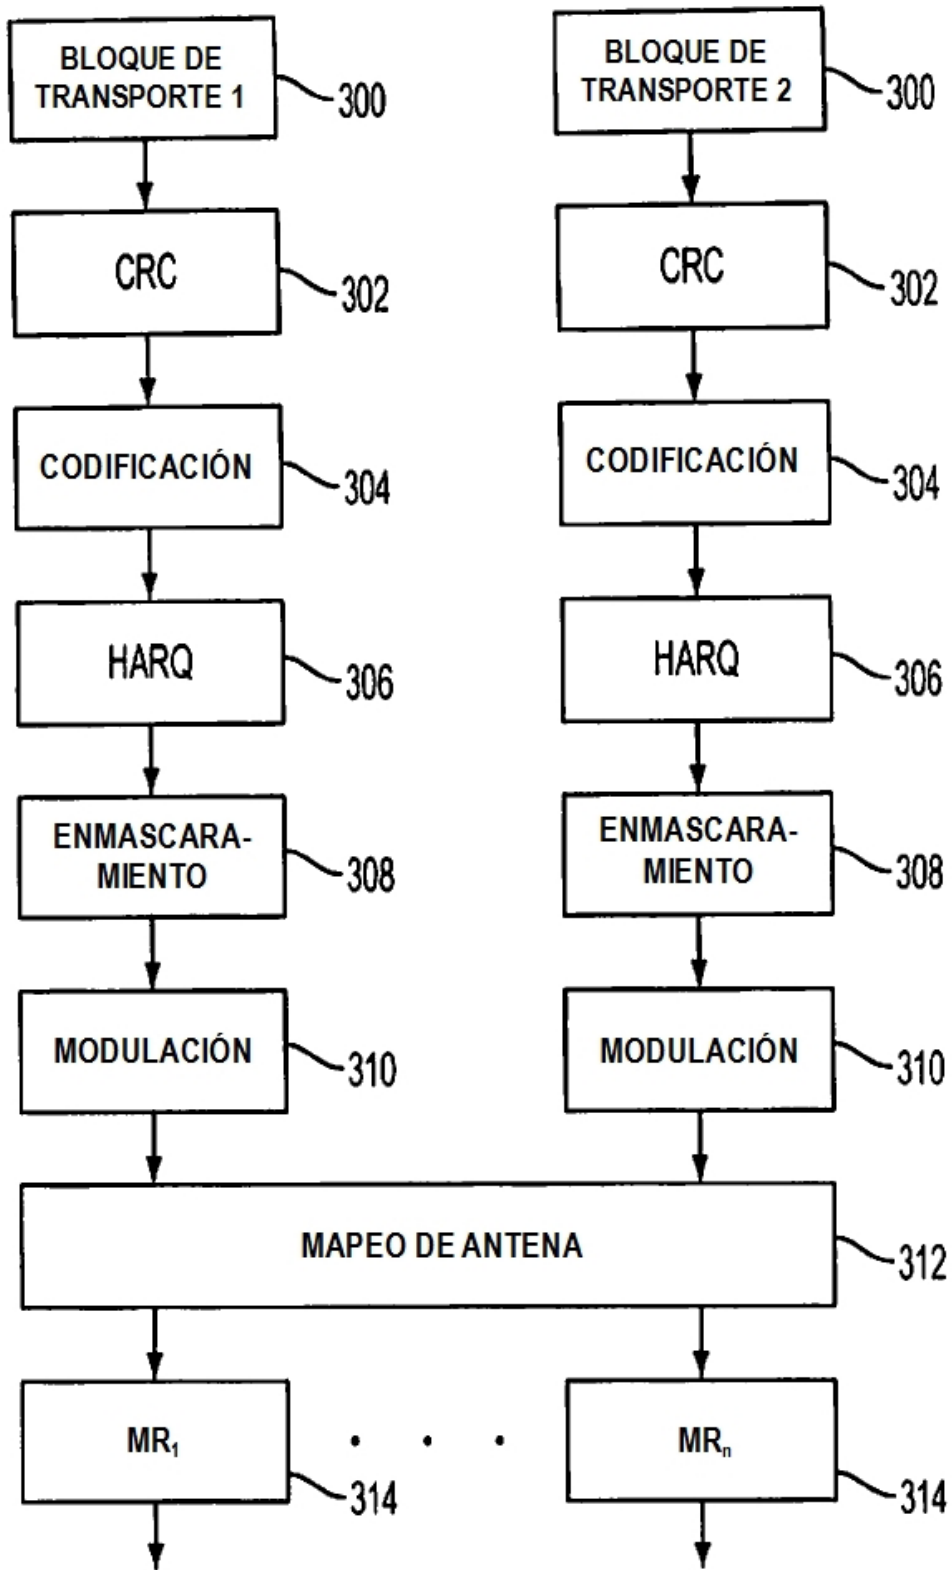 BLOQUE DE
TRANSPORTE 1
300
BLOQUE DE
TRANSPORTE 2
300
CRC
302
CRC
302
CODIFICACIÓN
304
CODIFICACIÓN
304
HARQ
306
HARQ
306
ENMASCARA-
MIENTO
308
ENMASCARA-
MIENTO
308
MODULACIÓN
310
MODULACIÓN
310
MAPEO DE ANTENA
312
MR₁
314
. . .
MRₙ
314